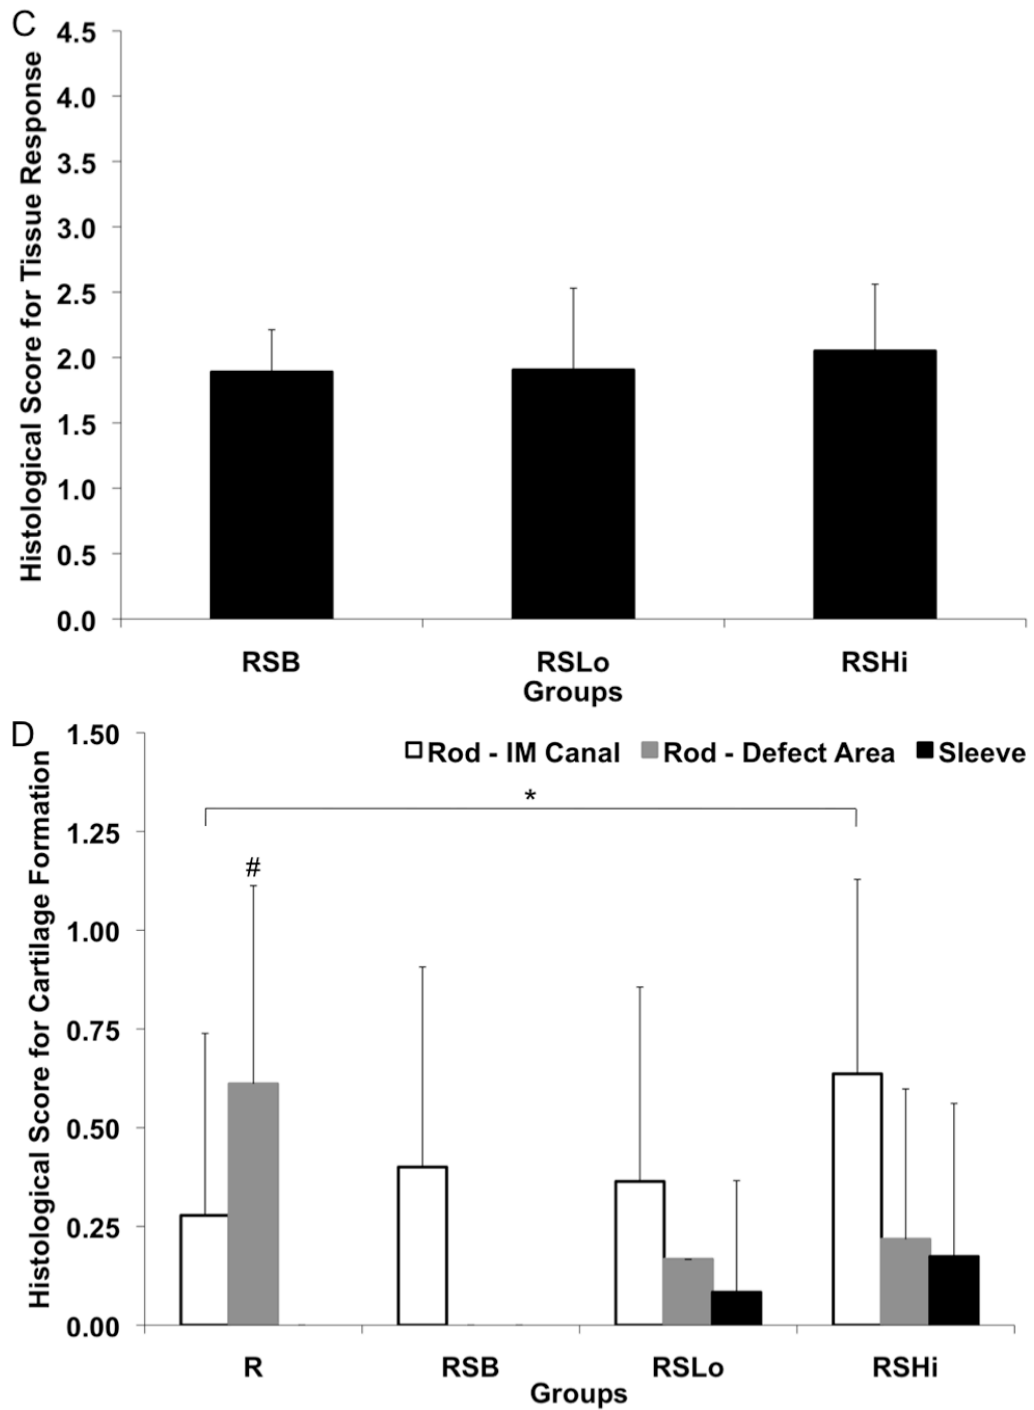 C
Histological Score for Tissue Response
4.5
4.0
3.5
3.0
2.5
2.0
1.5
1.0
0.5
0.0
RSB RSLo RSHi
Groups
D
Histological Score for Cartilage Formation
1.50
1.25
1.00
0.75
0.50
0.25
0.00
Rod - IM Canal Rod - Defect Area Sleeve
*
#
R RSB RSLo RSHi
Groups